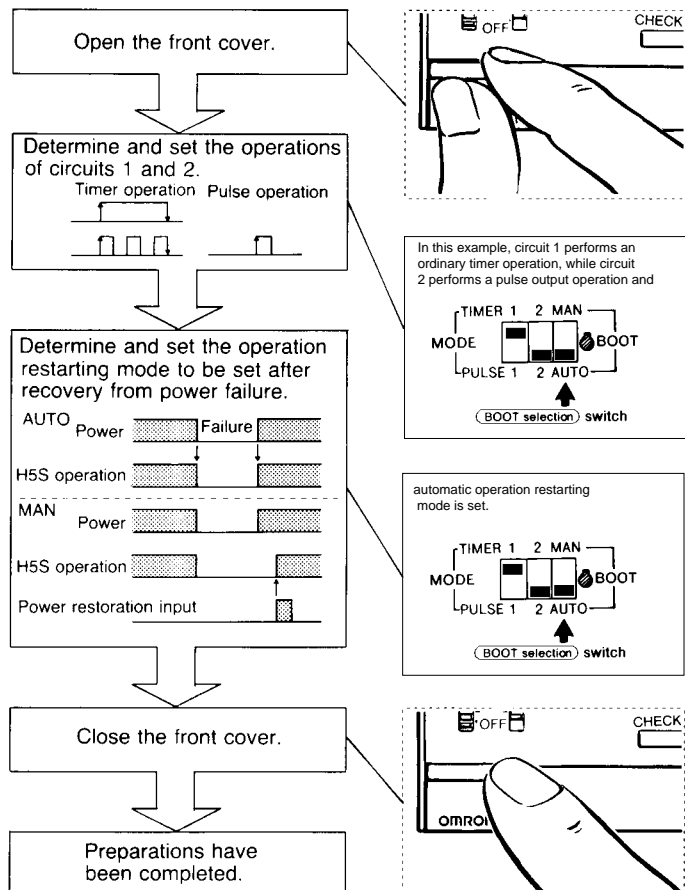 Open the front cover.
OFF
CHECK
Determine and set the operations
of circuits 1 and 2.
Timer operation Pulse operation
In this example, circuit 1 performs an
ordinary timer operation, while circuit
2 performs a pulse output operation and
TIMER 1 2 MAN
MODE BOOT
PULSE 1 2 AUTO
BOOT selection switch
Determine and set the operation
restarting mode to be set after
recovery from power failure.
AUTO Power Failure
H5S operation
MAN Power
H5S operation
Power restoration input
automatic operation restarting
mode is set.
TIMER 1 2 MAN
MODE BOOT
PULSE 1 2 AUTO
BOOT selection switch
Close the front cover.
OFF
CHECK
Preparations have
been completed.